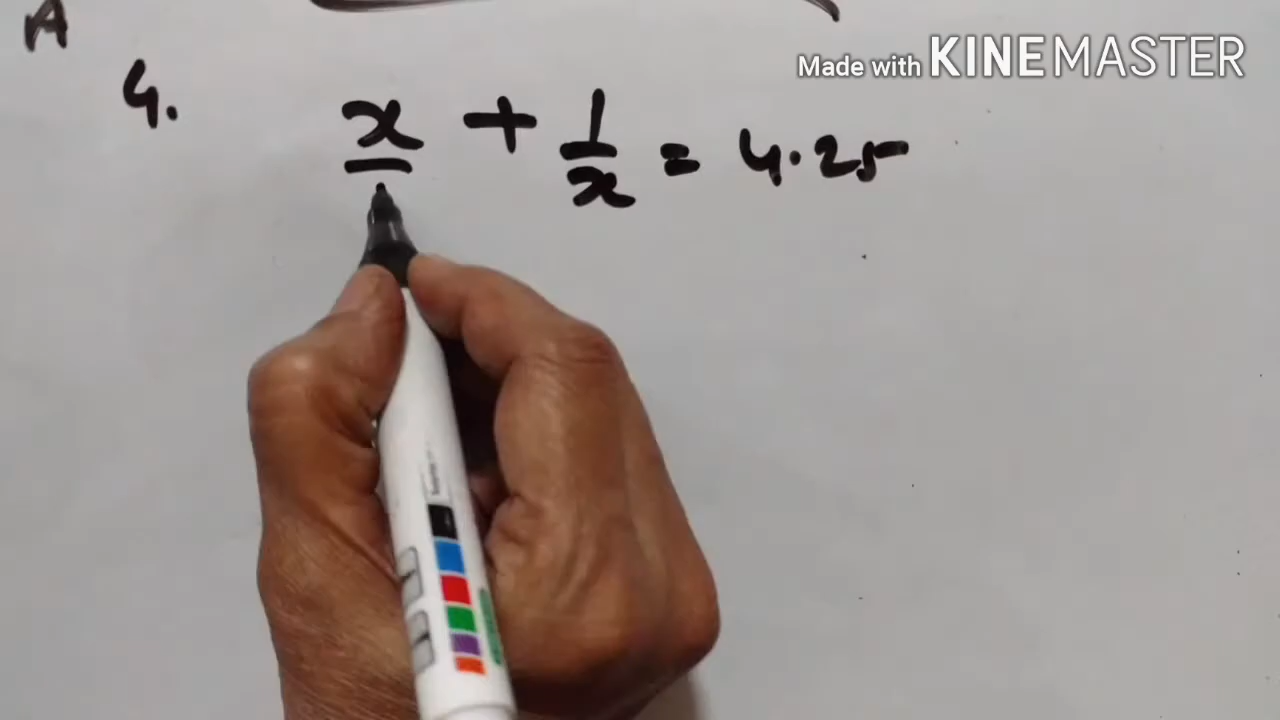 A
Made with KINEMASTER
4. x + 1/x = 4.25